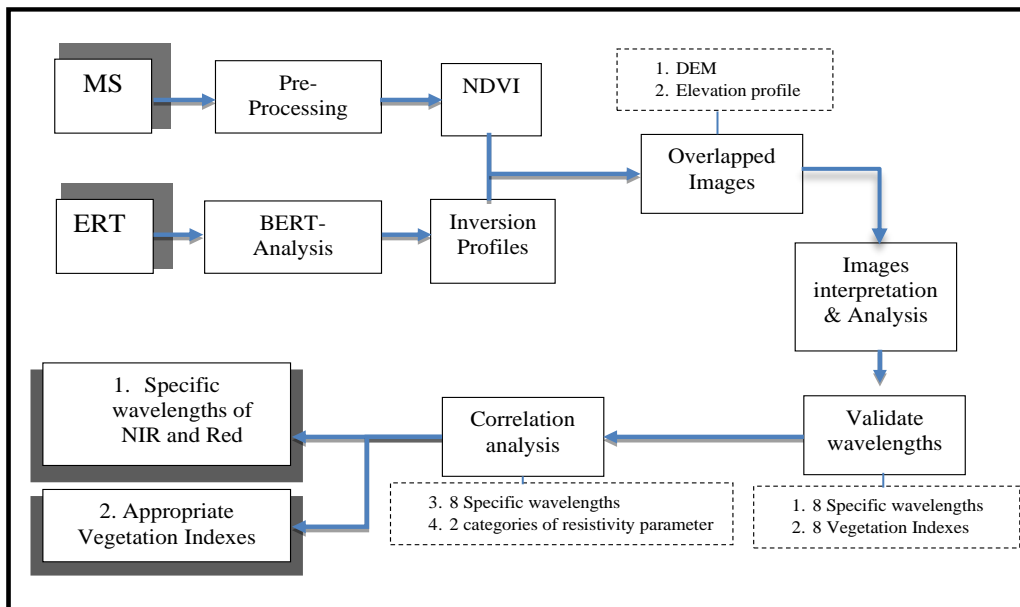 MS
Pre-
Processing
NDVI
1. DEM
2. Elevation profile
Overlapped
Images
ERT
BERT-
Analysis
Inversion
Profiles
Images
interpretation
& Analysis
1. Specific
wavelengths of
NIR and Red
Correlation
analysis
Validate
wavelengths
3. 8 Specific wavelengths
4. 2 categories of resistivity parameter
1. 8 Specific wavelengths
2. 8 Vegetation Indexes
2. Appropriate
Vegetation Indexes